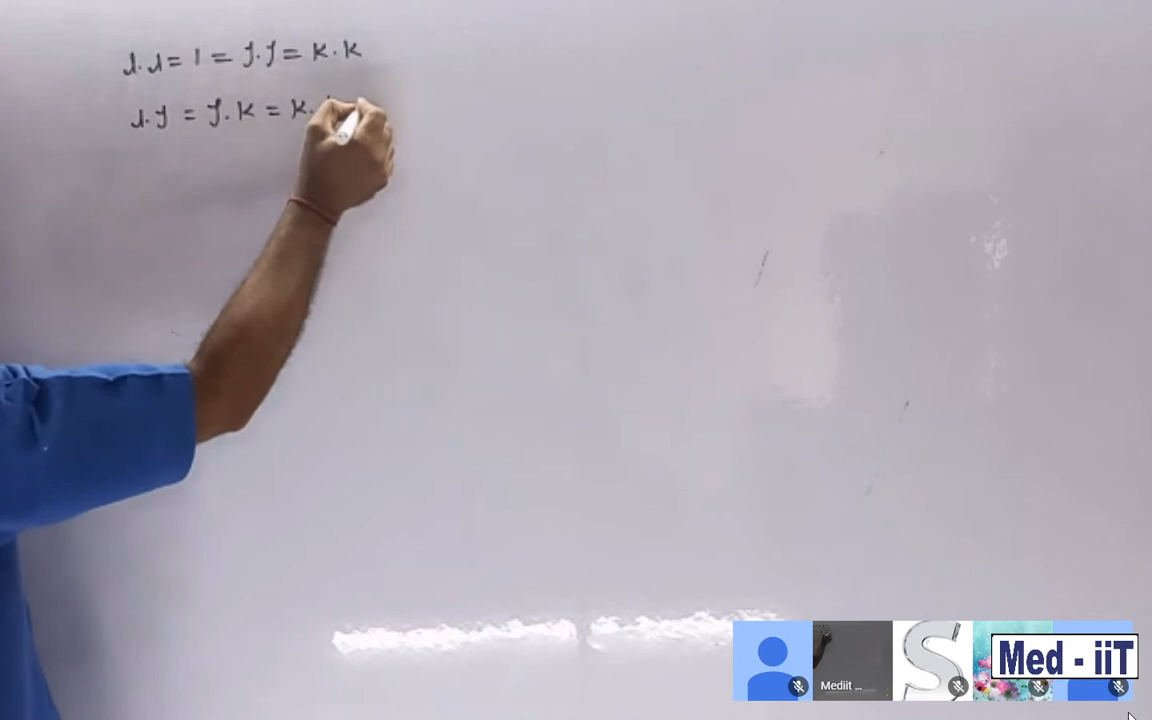 i.i = 1 = j.j = k.k
i.j = j.k = k.
Mediit ...
Med - iiT